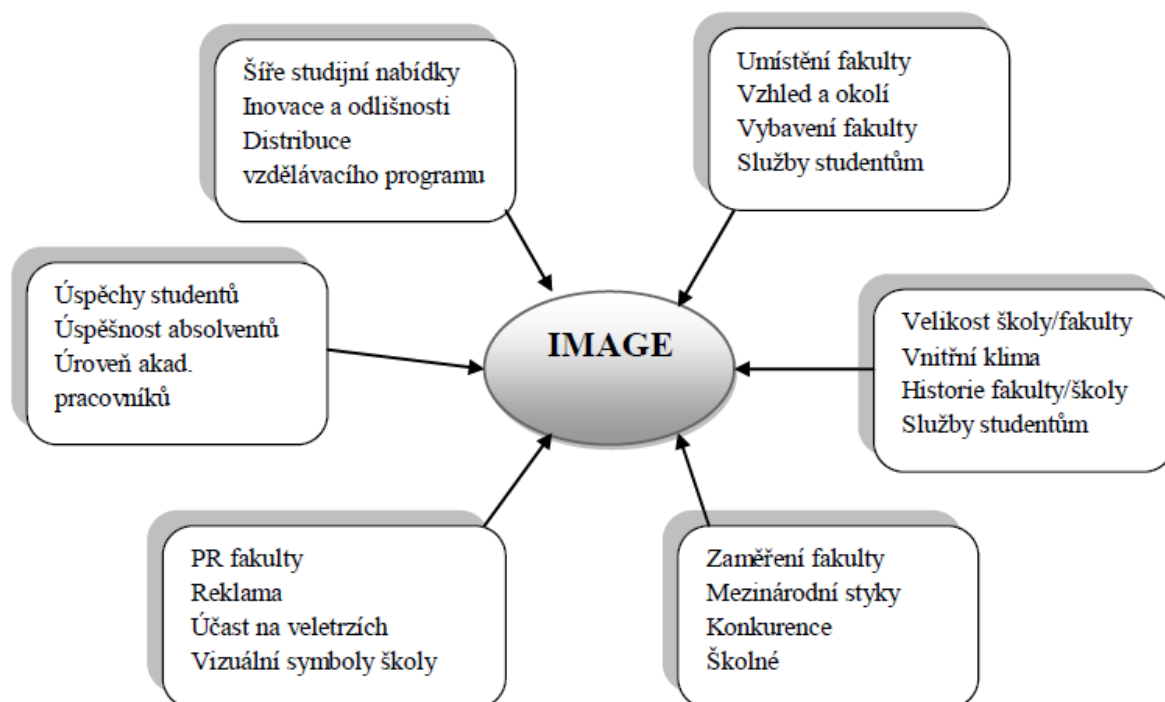 Šíře studijní nabídky
Inovace a odlišnosti
Distribuce
vzdělávacího programu
Umístění fakulty
Vzhled a okolí
Vybavení fakulty
Služby studentům
Úspěchy studentů
Úspěšnost absolventů
Úroveň akad.
pracovníků
IMAGE
Velikost školy/fakulty
Vnitřní klima
Historie fakulty/školy
Služby studentům
PR fakulty
Reklama
Účast na veletrzích
Vizuální symboly školy
Zaměření fakulty
Mezinárodní styky
Konkurence
Školné